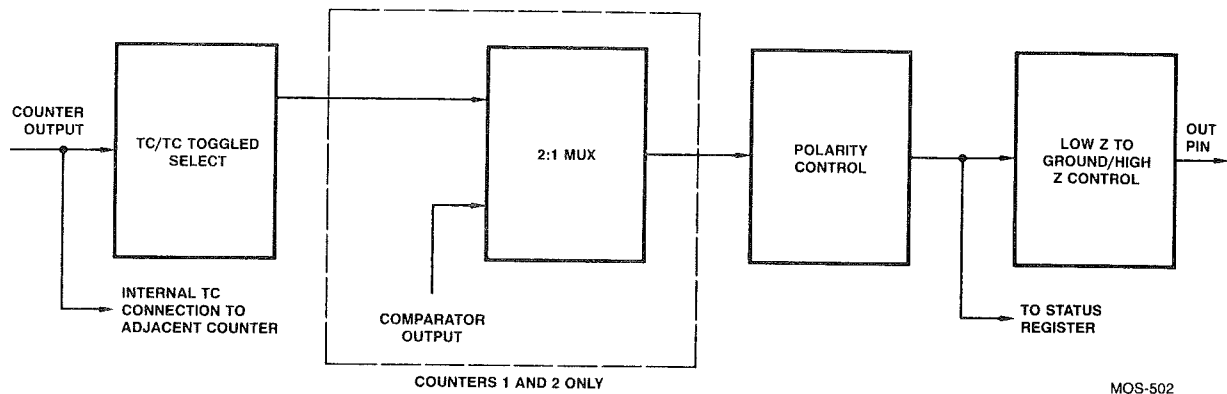 COUNTER
OUTPUT
TC/TC TOGGLED
SELECT
INTERNAL TC
CONNECTION TO
ADJACENT COUNTER
2:1 MUX
COMPARATOR
OUTPUT
COUNTERS 1 AND 2 ONLY
POLARITY
CONTROL
LOW Z TO
GROUND/HIGH
Z CONTROL
OUT
PIN
TO STATUS
REGISTER
MOS-502